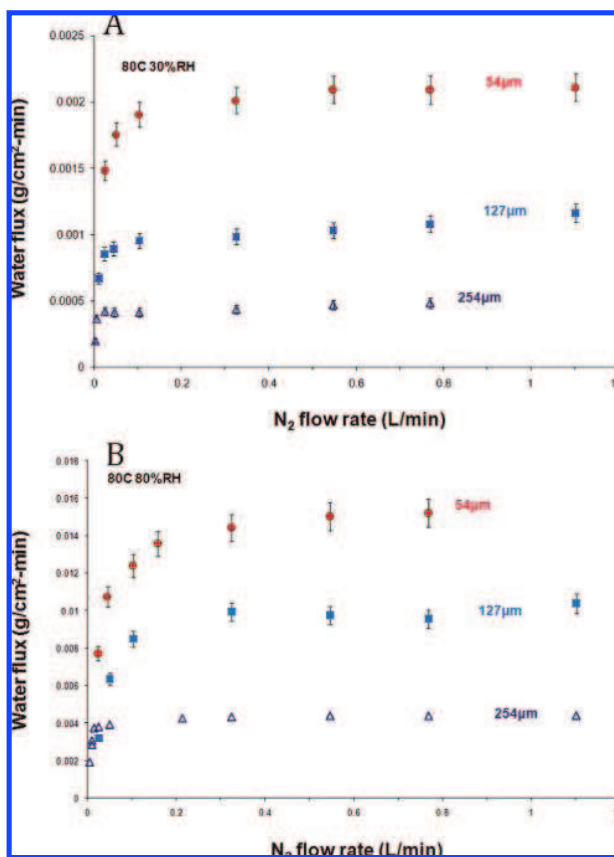 A
80C 30%RH
Water flux (g/cm²-min)
0.0025
0.002
0.0015
0.001
0.0005
0
54µm
127µm
254µm
0
0.2
0.4
0.6
0.8
1
N₂ flow rate (L/min)
B
80C 80%RH
Water flux (g/cm²-min)
0.016
0.014
0.012
0.01
0.008
0.006
0.004
0.002
0
54µm
127µm
254µm
0
0.2
0.4
0.6
0.8
1
N₂ flow rate (L/min)